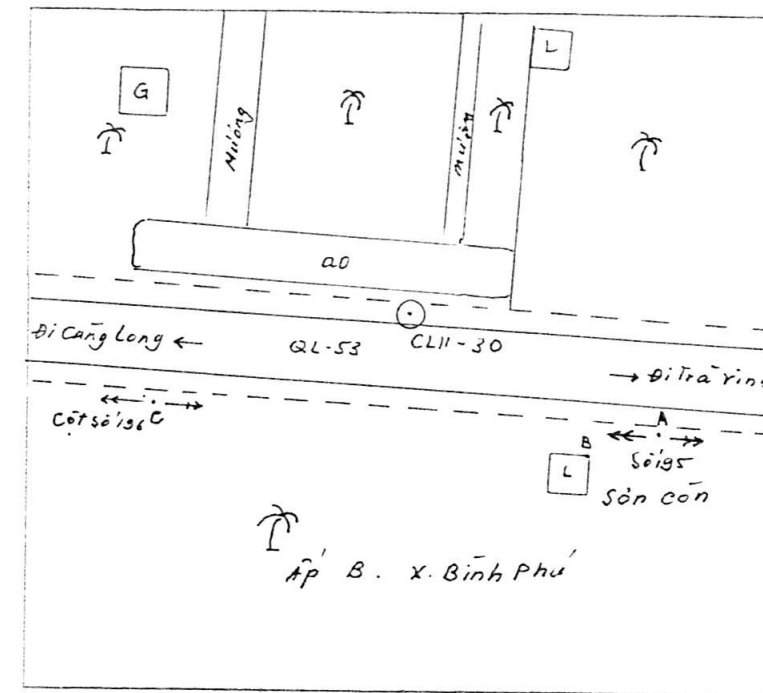 L
G
Mương
mương
ao
Đi Càng Long ←
QL-53
CLII-30
→ Đi Trà Vinh
Cột số 196
C
A
B
L
Số 195
Sơn Cốn
Ấp B. X. Bình Phú